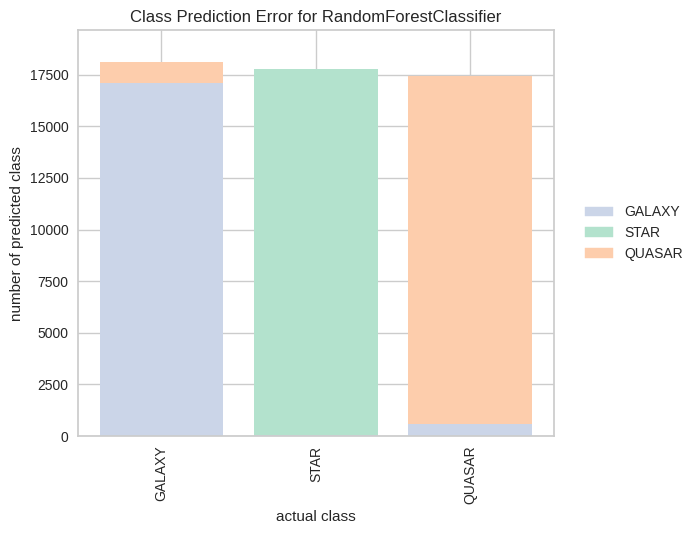 Class Prediction Error for RandomForestClassifier
number of predicted class
17500
15000
12500
10000
7500
5000
2500
0
GALAXY
STAR
QUASAR
actual class
GALAXY
STAR
QUASAR